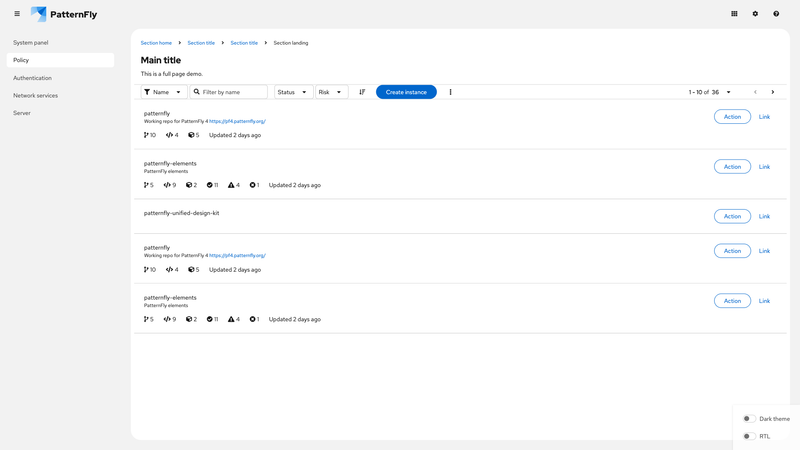 PatternFly
System panel
Policy
Authentication
Network services
Server
Section home
Section title
Section title
Section landing
Main title
This is a full page demo.
Name
Filter by name
Status
Risk
Create instance
1 - 10 of 36
patternfly
Working repo for PatternFly 4 https://pf4.patternfly.org/
10 4 5 Updated 2 days ago
Action Link
patternfly-elements
PatternFly elements
5 9 2 11 4 1 Updated 2 days ago
Action Link
patternfly-unified-design-kit
Action Link
patternfly
Working repo for PatternFly 4 https://pf4.patternfly.org/
10 4 5 Updated 2 days ago
Action Link
patternfly-elements
PatternFly elements
5 9 2 11 4 1 Updated 2 days ago
Action Link
Dark theme
RTL